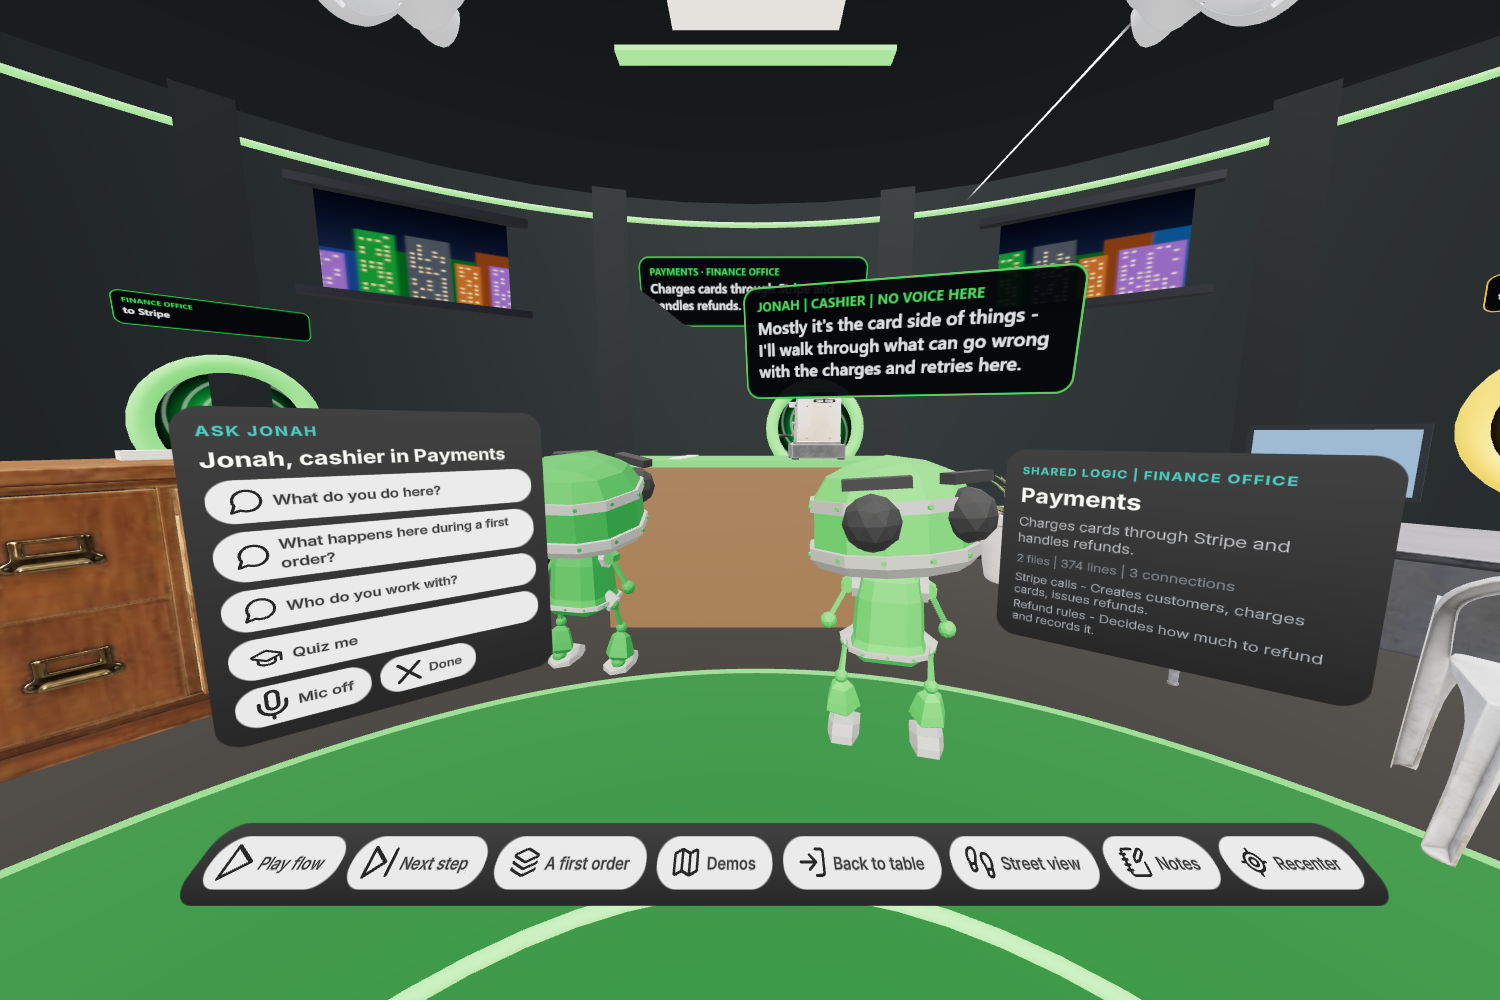 FINANCE OFFICE
to Stripe
PAYMENTS · FINANCE OFFICE
Charges cards through Stripe and
handles refunds.
JONAH | CASHIER | NO VOICE HERE
Mostly it's the card side of things -
I'll walk through what can go wrong
with the charges and retries here.
ASK JONAH
Jonah, cashier in Payments
What do you do here?
What happens here during a first
order?
Who do you work with?
Quiz me
Mic off
Done
SHARED LOGIC | FINANCE OFFICE
Payments
Charges cards through Stripe and
handles refunds.
2 files | 374 lines | 3 connections
Stripe calls - Creates customers, charges
cards, issues refunds.
Refund rules - Decides how much to refund
and records it.
Play flow
Next step
A first order
Demos
Back to table
Street view
Notes
Recenter